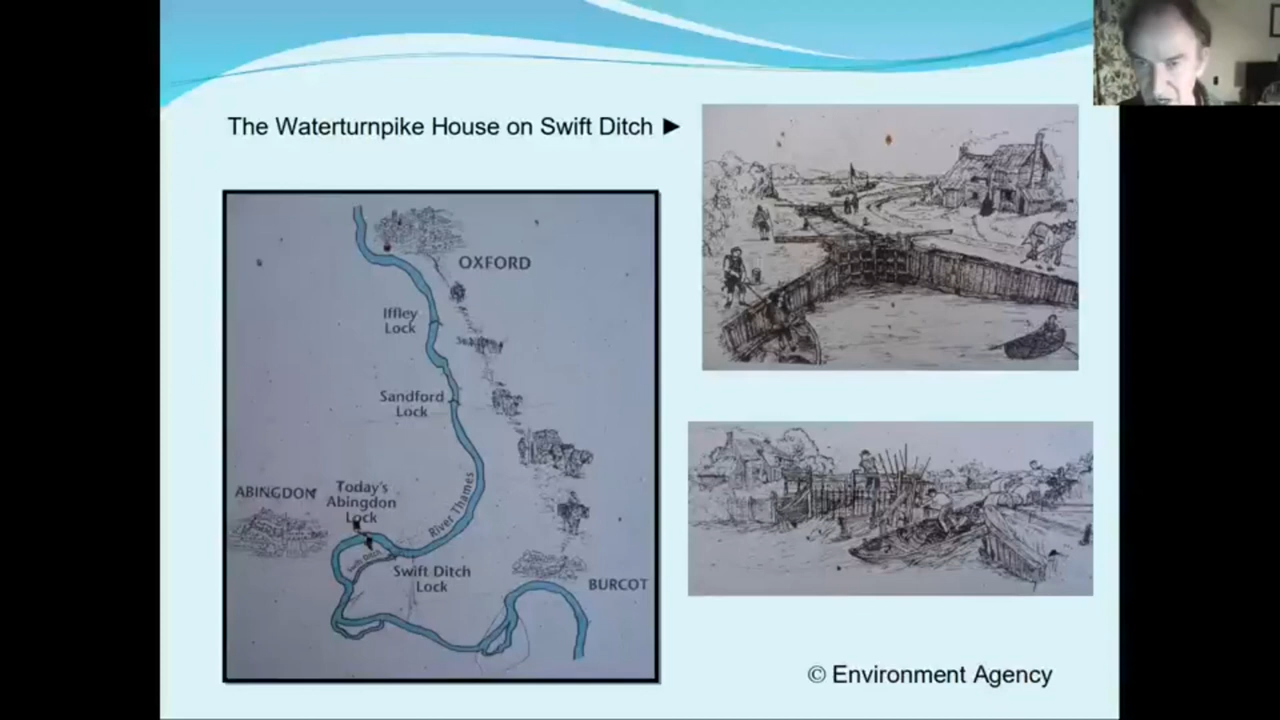 The Waterturnpike House on Swift Ditch ►
OXFORD
Iffley
Lock
Sandford
Lock
River Thames
ABINGDON
Today's
Abingdon
Lock
Swift Ditch
Lock
BURCOT
© Environment Agency